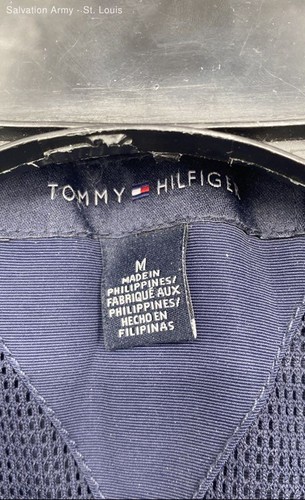 Salvation Army - St. Louis
TOMMY HILFIGER
M
MADE IN
PHILIPPINES/
FABRIQUÉ AUX
PHILIPPINES/
HECHO EN
FILIPINAS